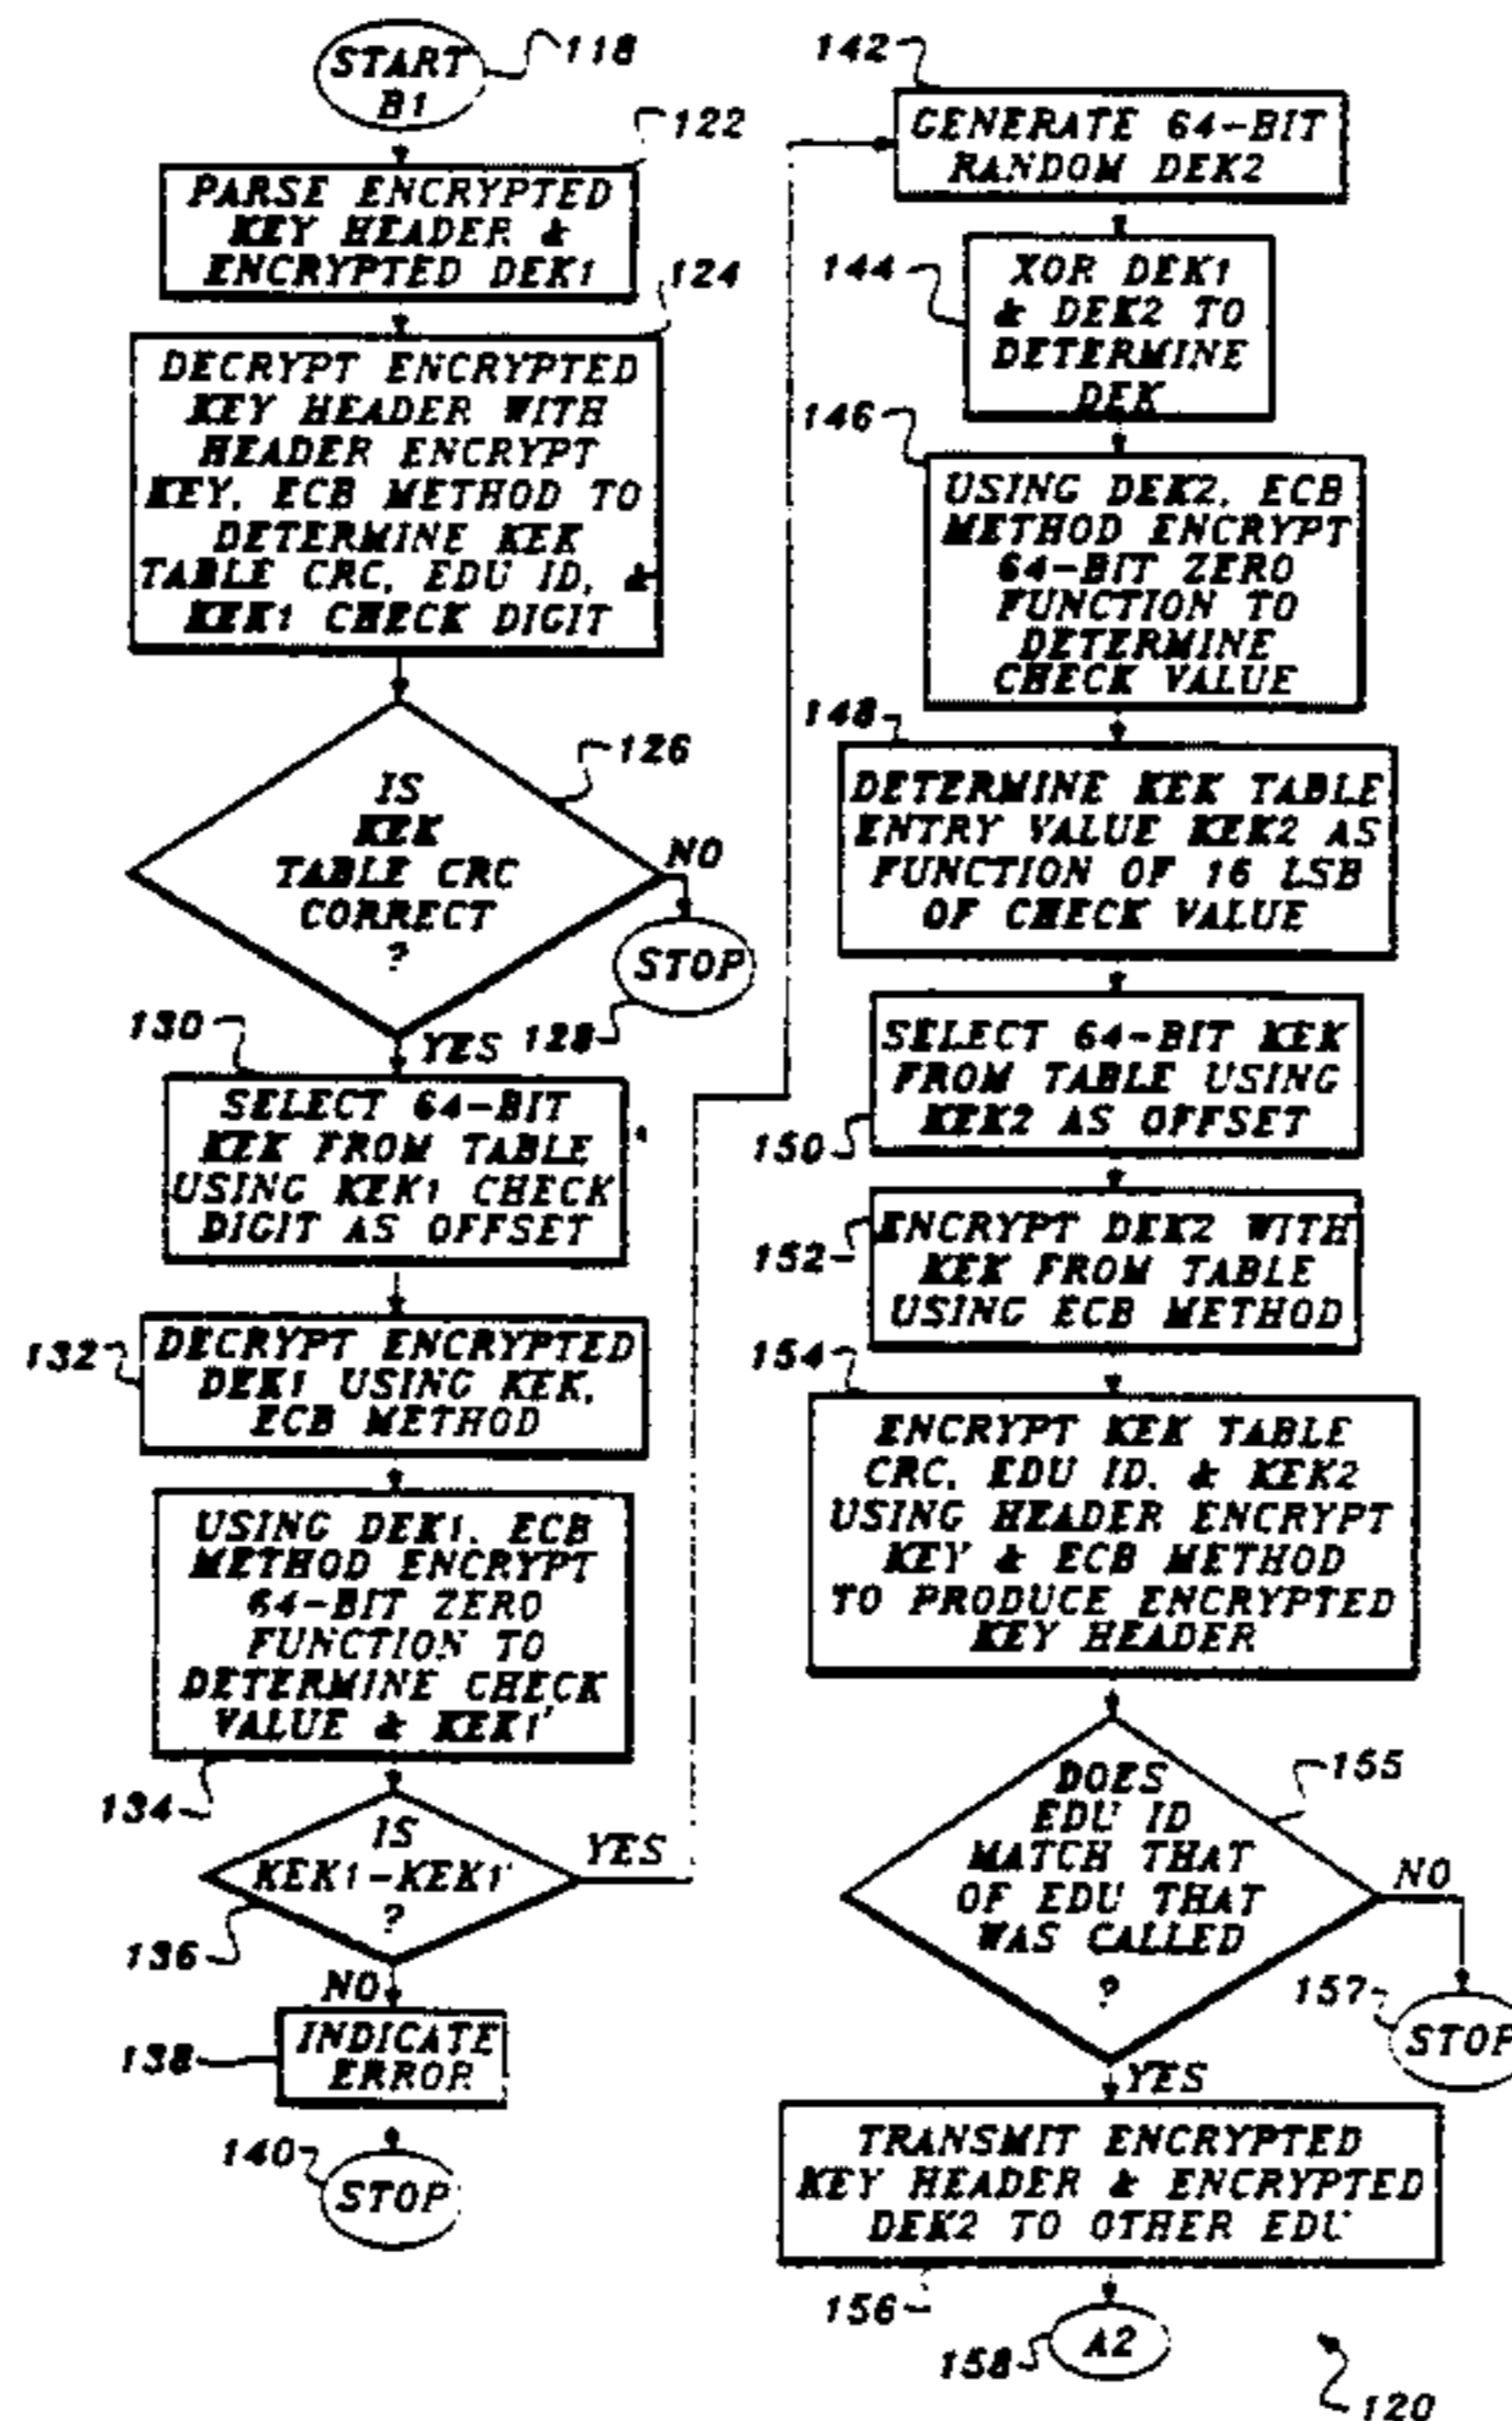 START
B1
118
122
PARSE ENCRYPTED
KEY HEADER &
ENCRYPTED DEK1
124
DECRYPT ENCRYPTED
KEY HEADER WITH
HEADER ENCRYPT
KEY, ECB METHOD TO
DETERMINE KEK
TABLE CRC, EDU ID, &
KEK1 CHECK DIGIT
126
IS
KEK
TABLE CRC
CORRECT
?
NO
STOP
128
YES
130
SELECT 64-BIT
KEK FROM TABLE
USING KEK1 CHECK
DIGIT AS OFFSET
132
DECRYPT ENCRYPTED
DEK1 USING KEK,
ECB METHOD
USING DEK1, ECB
METHOD ENCRYPT
64-BIT ZERO
FUNCTION TO
DETERMINE CHECK
VALUE & KEK1'
134
IS
KEK1-KEK1'
?
YES
136
NO
INDICATE
ERROR
138
140
STOP
142
GENERATE 64-BIT
RANDOM DEK2
144
XOR DEK1
& DEK2 TO
DETERMINE
DEK
146
USING DEK2, ECB
METHOD ENCRYPT
64-BIT ZERO
FUNCTION TO
DETERMINE
CHECK VALUE
148
DETERMINE KEK TABLE
ENTRY VALUE KEK2 AS
FUNCTION OF 16 LSB
OF CHECK VALUE
SELECT 64-BIT KEK
FROM TABLE USING
KEK2 AS OFFSET
150
ENCRYPT DEK2 WITH
KEK FROM TABLE
USING ECB METHOD
152
154
ENCRYPT KEK TABLE
CRC, EDU ID, & KEK2
USING HEADER ENCRYPT
KEY & ECB METHOD
TO PRODUCE ENCRYPTED
KEY HEADER
155
DOES
EDU ID
MATCH THAT
OF EDU THAT
WAS CALLED
?
NO
157
STOP
YES
TRANSMIT ENCRYPTED
KEY HEADER & ENCRYPTED
DEK2 TO OTHER EDU
156
158
A2
120